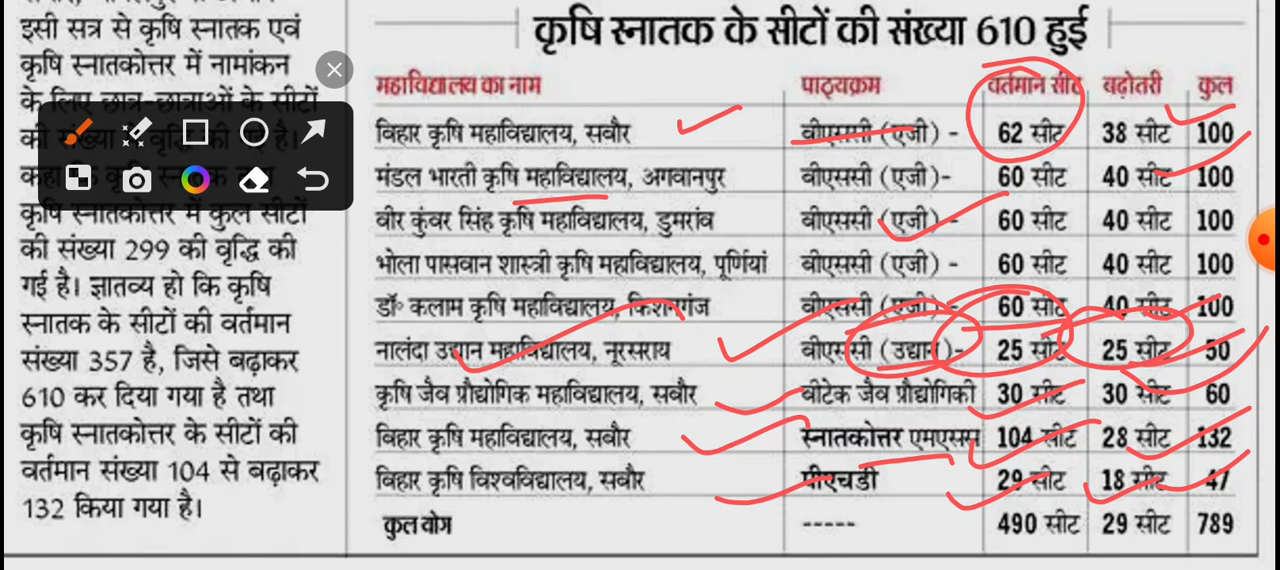 इसी सत्र से कृषि स्नातक एवं
कृषि स्नातकोत्तर में नामांकन
के लिए छात्र-छात्राओं के सीटों
की संख्या में वृद्धि की गई है।
कृषि स्नातकोत्तर में कुल सीटों
की संख्या 299 की वृद्धि की
गई है। ज्ञातव्य हो कि कृषि
स्नातक के सीटों की वर्तमान
संख्या 357 है, जिसे बढ़ाकर
610 कर दिया गया है तथा
कृषि स्नातकोत्तर के सीटों की
वर्तमान संख्या 104 से बढ़ाकर
132 किया गया है।
कृषि स्नातक के सीटों की संख्या 610 हुई
महाविद्यालय का नाम पाठ्यक्रम वर्तमान सीट बढ़ोतरी कुल
बिहार कृषि महाविद्यालय, सबौर बीएससी (एजी) - 62 सीट 38 सीट 100
मंडल भारती कृषि महाविद्यालय, अगवानपुर बीएससी (एजी)- 60 सीट 40 सीट 100
वीर कुंवर सिंह कृषि महाविद्यालय, डुमरांव बीएससी (एजी) - 60 सीट 40 सीट 100
भोला पासवान शास्त्री कृषि महाविद्यालय, पूर्णियां बीएससी (एजी) - 60 सीट 40 सीट 100
डॉ॰ कलाम कृषि महाविद्यालय, किशनगंज बीएससी (एजी) - 60 सीट 40 सीट 100
नालंदा उद्यान महाविद्यालय, नूरसराय बीएससी (उद्यान)- 25 सीट 25 सीट 50
कृषि जैव प्रौद्योगिक महाविद्यालय, सबौर बीटेक जैव प्रौद्योगिकी 30 सीट 30 सीट 60
बिहार कृषि महाविद्यालय, सबौर स्नातकोत्तर एमएसस 104 सीट 28 सीट 132
बिहार कृषि विश्वविद्यालय, सबौर पीएचडी 29 सीट 18 सीट 47
कुल योग ----- 490 सीट 29 सीट 789